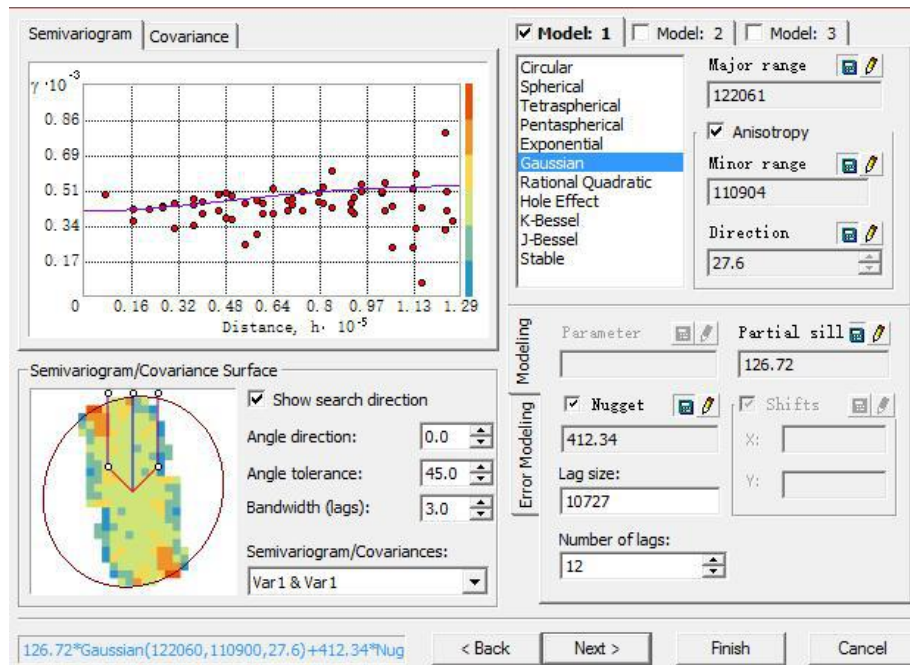 Semivariogram
Covariance
γ·10⁻³
0. 86
0. 69
0. 51
0. 34
0. 17
0
0. 16
0. 32
0. 48
0. 64
0. 8
0. 97
1. 13
1. 29
Distance, h· 10⁻⁵
Semivariogram/Covariance Surface
Show search direction
Angle direction:
0.0
Angle tolerance:
45.0
Bandwidth (lags):
3.0
Semivariogram/Covariances:
Var1 & Var1
Model: 1
Model: 2
Model: 3
Circular
Spherical
Tetraspherical
Pentaspherical
Exponential
Gaussian
Rational Quadratic
Hole Effect
K-Bessel
J-Bessel
Stable
Major range
122061
Anisotropy
Minor range
110904
Direction
27.6
Modeling
Error Modeling
Parameter
Partial sill
126.72
Nugget
412.34
Shifts
X:
Y:
Lag size:
10727
Number of lags:
12
126.72*Gaussian(122060,110900,27.6)+412.34*Nug
< Back
Next >
Finish
Cancel